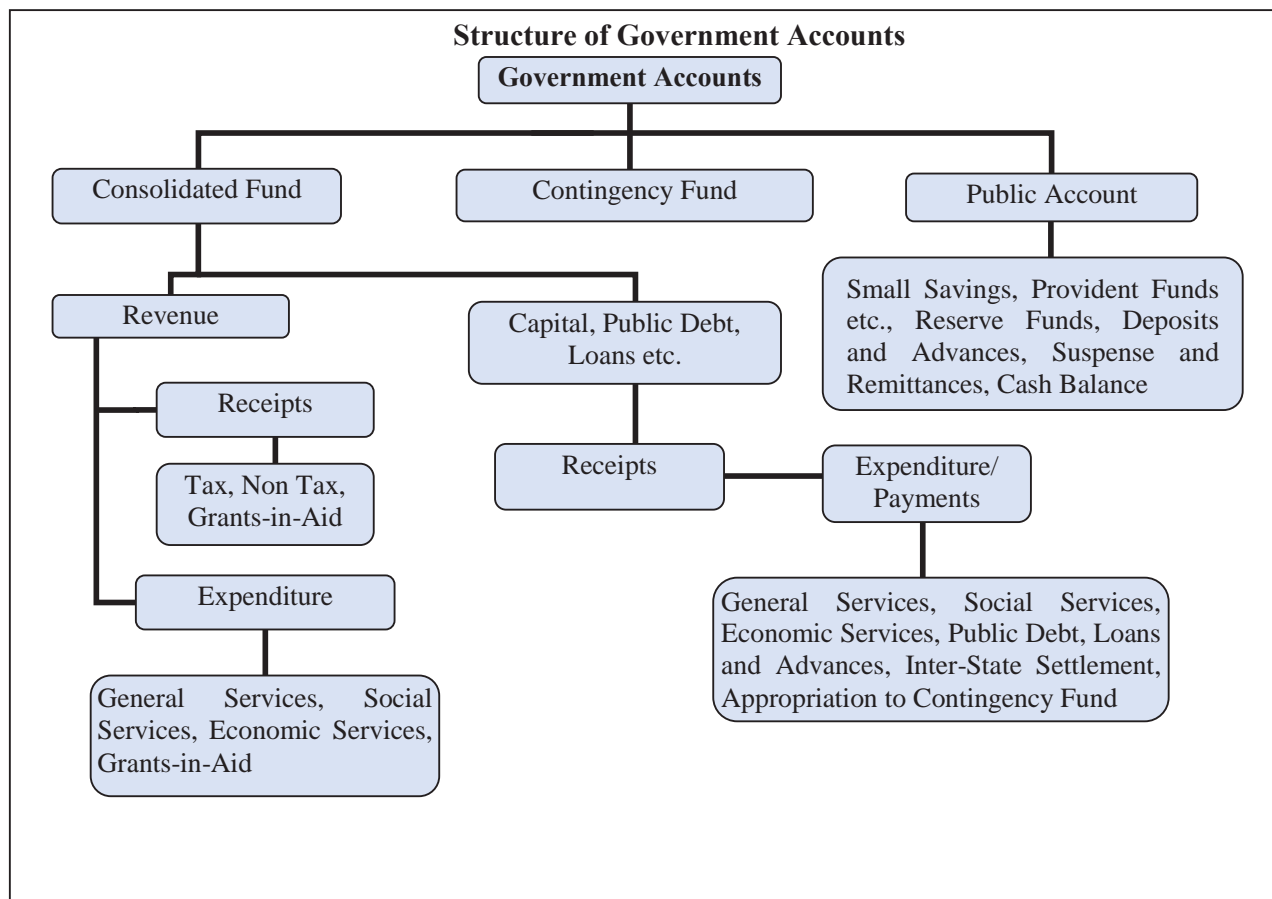 Structure of Government Accounts
Government Accounts
Consolidated Fund
Contingency Fund
Public Account
Small Savings, Provident Funds
etc., Reserve Funds, Deposits
and Advances, Suspense and
Remittances, Cash Balance
Revenue
Capital, Public Debt,
Loans etc.
Receipts
Tax, Non Tax,
Grants-in-Aid
Expenditure
General Services, Social
Services, Economic Services,
Grants-in-Aid
Receipts
Expenditure/
Payments
General Services, Social Services,
Economic Services, Public Debt, Loans
and Advances, Inter-State Settlement,
Appropriation to Contingency Fund